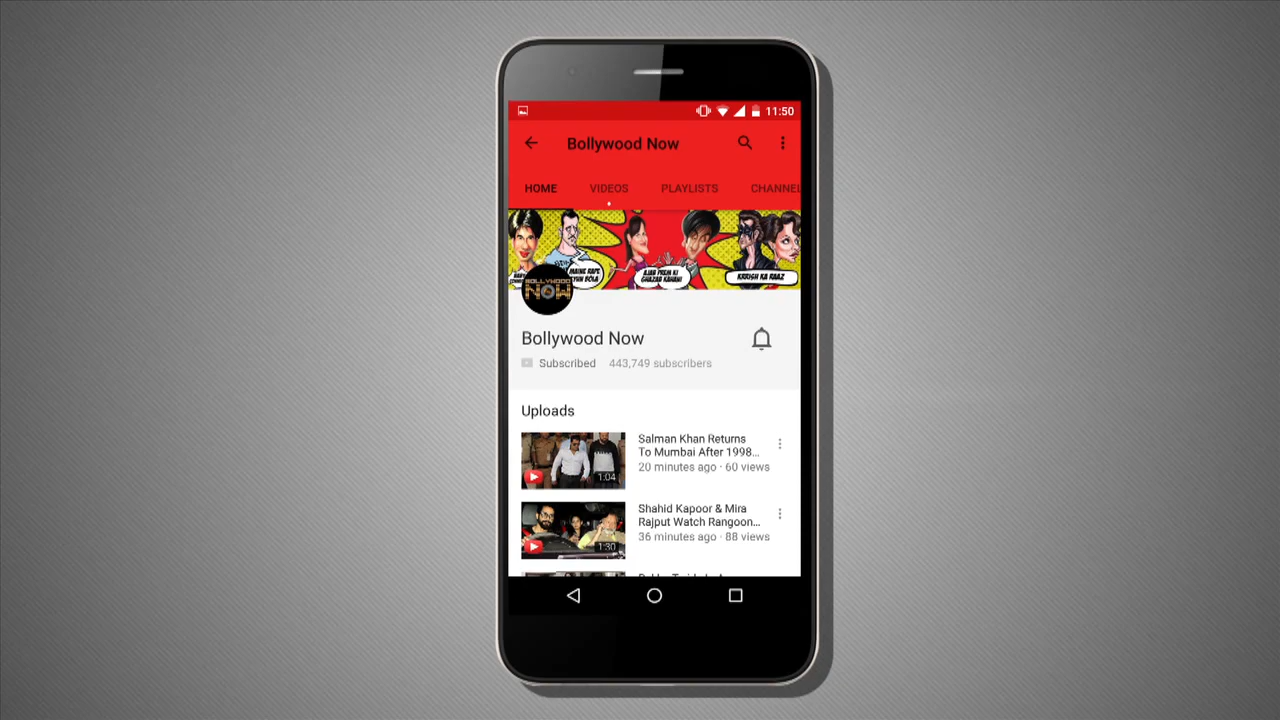 11:50
Bollywood Now
HOME VIDEOS PLAYLISTS CHANNEL
MAINE
BOLA
AJAB PREM KI
GHAZAB KAHANI
KRRISH KA RAAZ
BOLLYWOOD
NOW
Bollywood Now
Subscribed 443,749 subscribers
Uploads
Salman Khan Returns
To Mumbai After 1998...
20 minutes ago · 60 views
1:04
Shahid Kapoor & Mira
Rajput Watch Rangoon...
36 minutes ago · 88 views
1:30